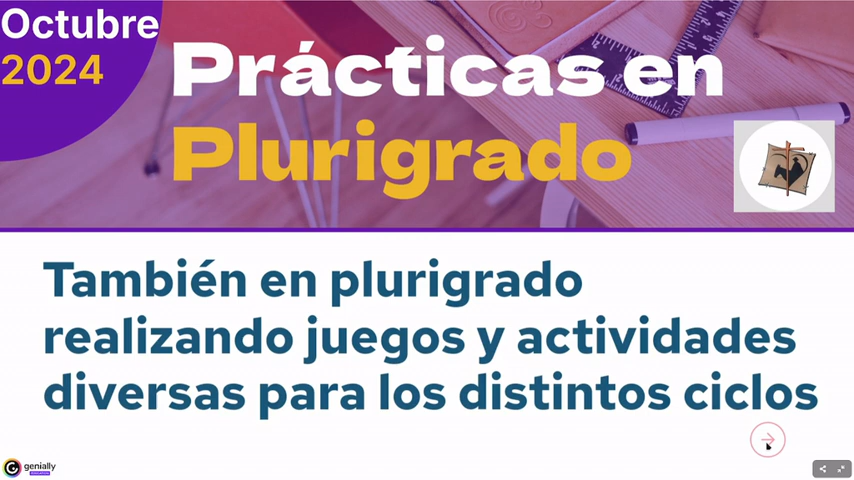 Octubre
2024
Prácticas en
Plurigrado
También en plurigrado
realizando juegos y actividades
diversas para los distintos ciclos
genially